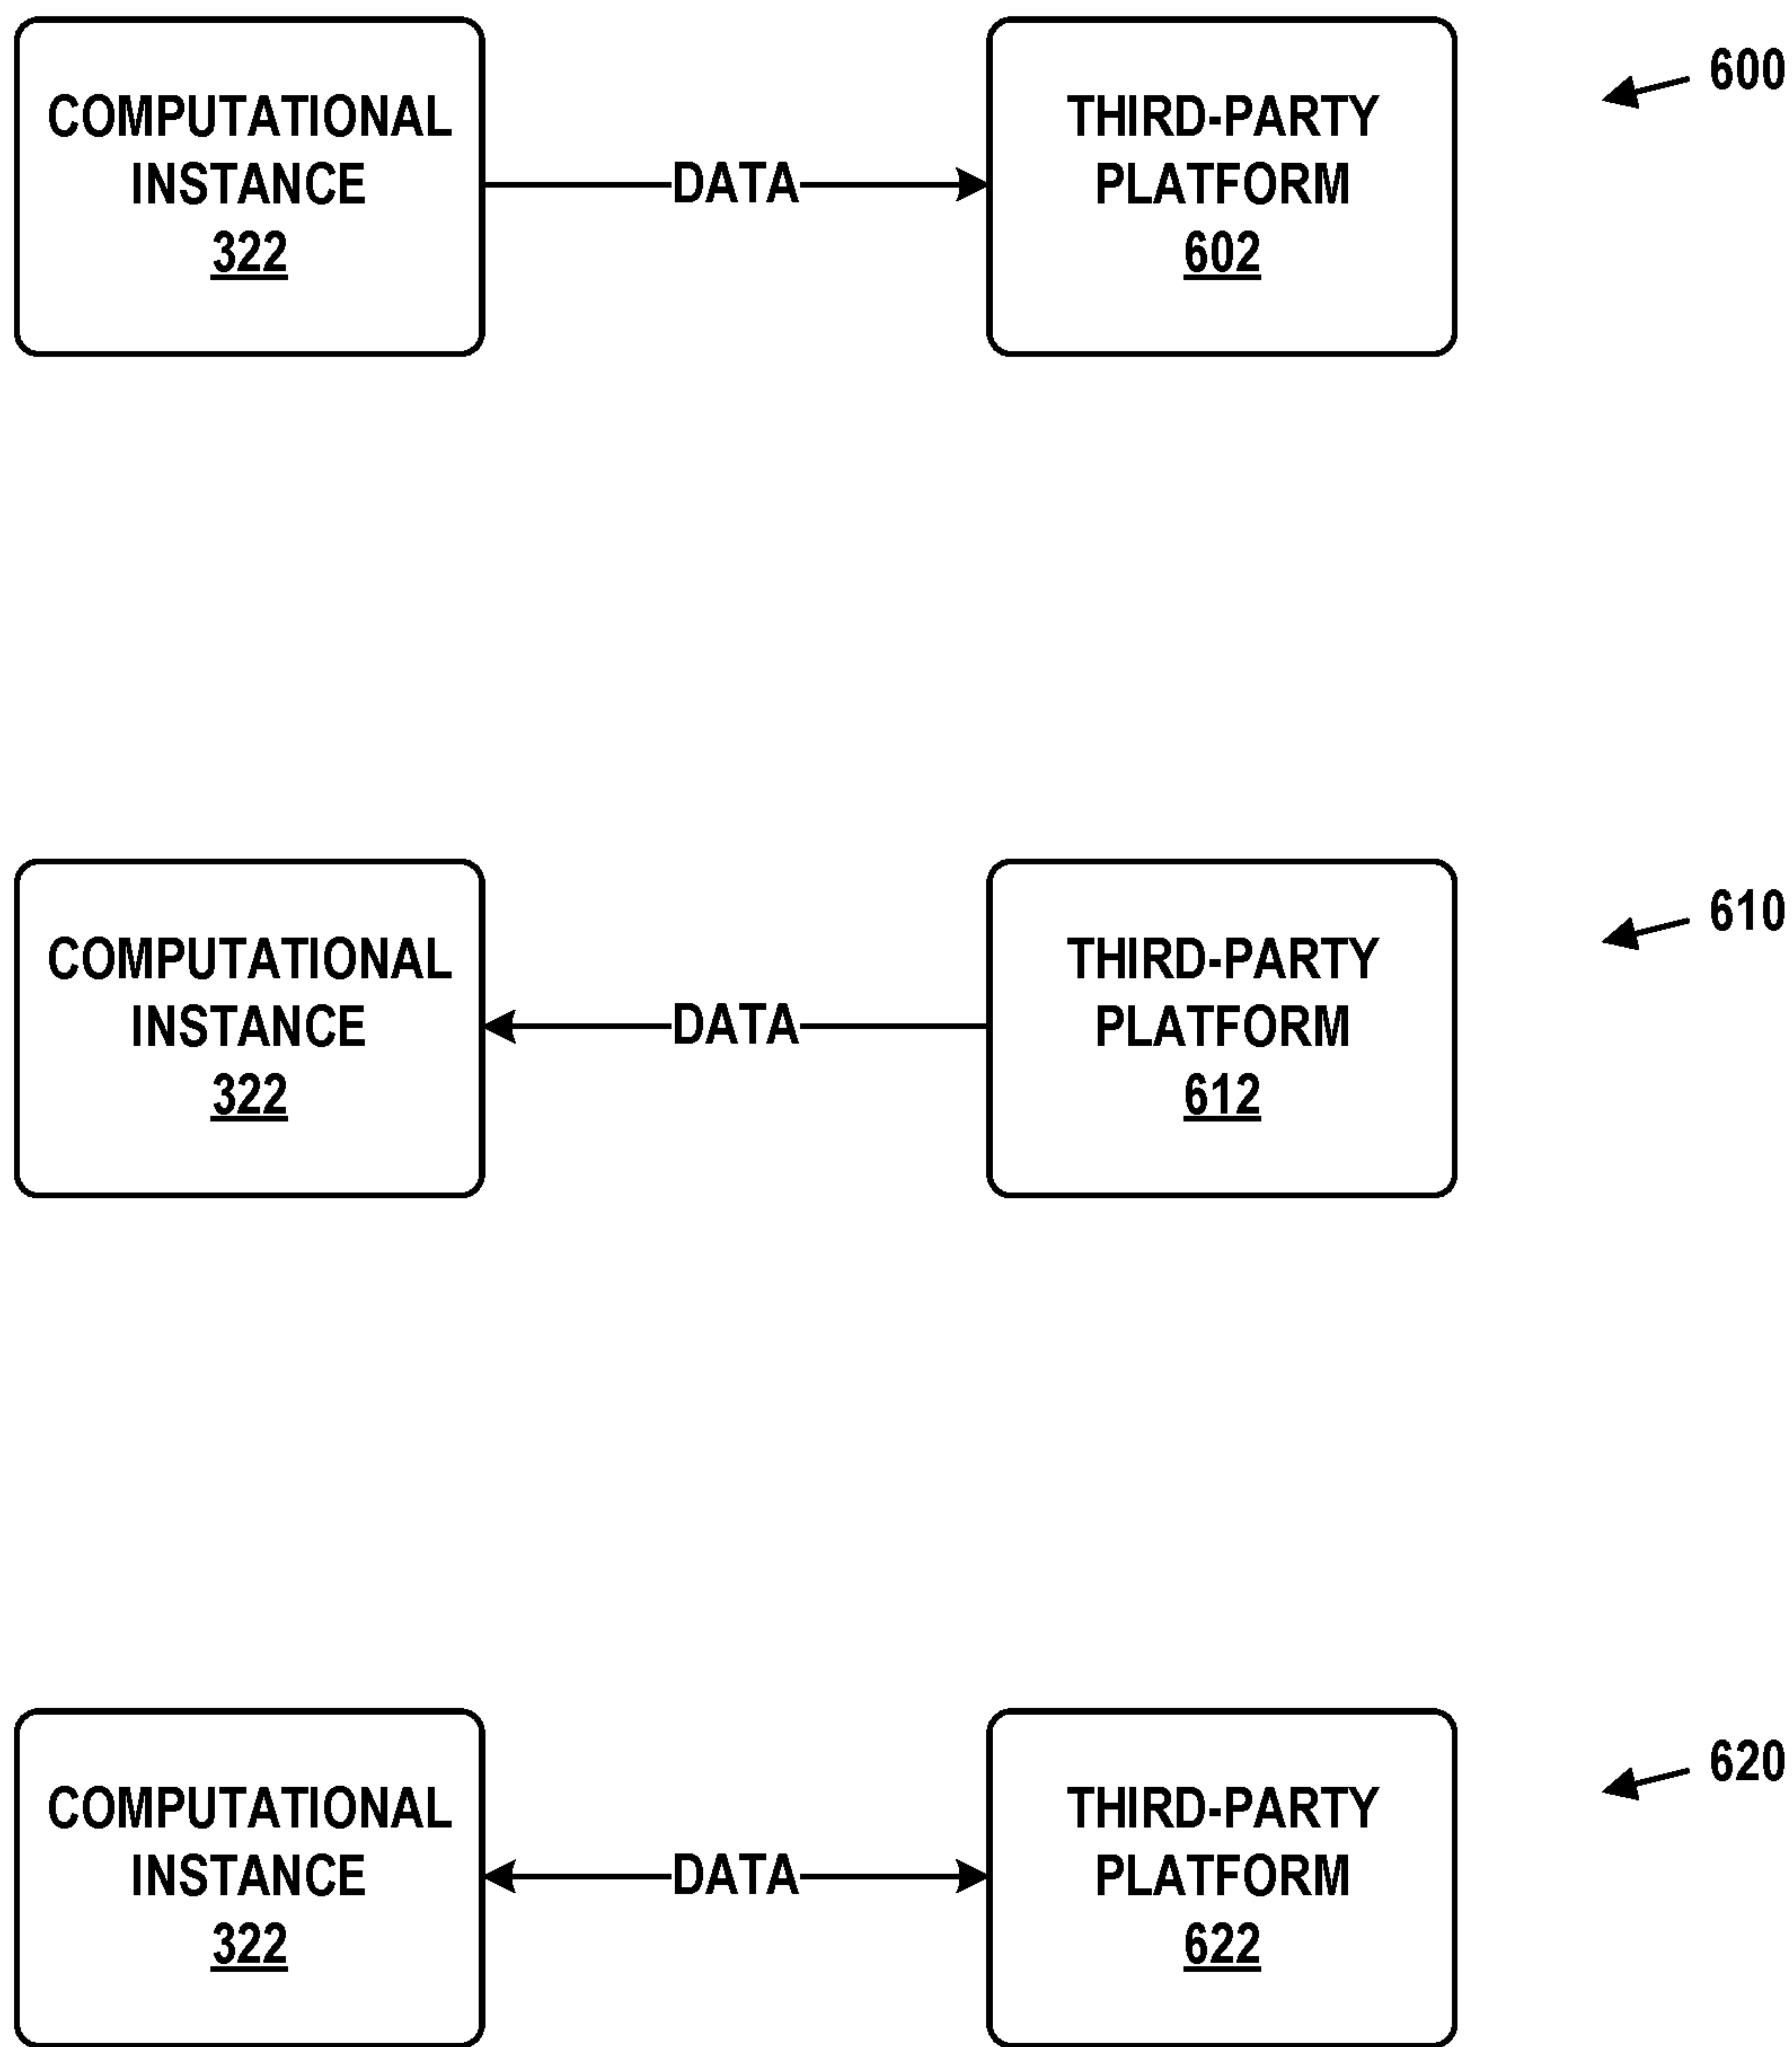 COMPUTATIONAL
INSTANCE
322
DATA
THIRD-PARTY
PLATFORM
602
600
COMPUTATIONAL
INSTANCE
322
DATA
THIRD-PARTY
PLATFORM
612
610
COMPUTATIONAL
INSTANCE
322
DATA
THIRD-PARTY
PLATFORM
622
620